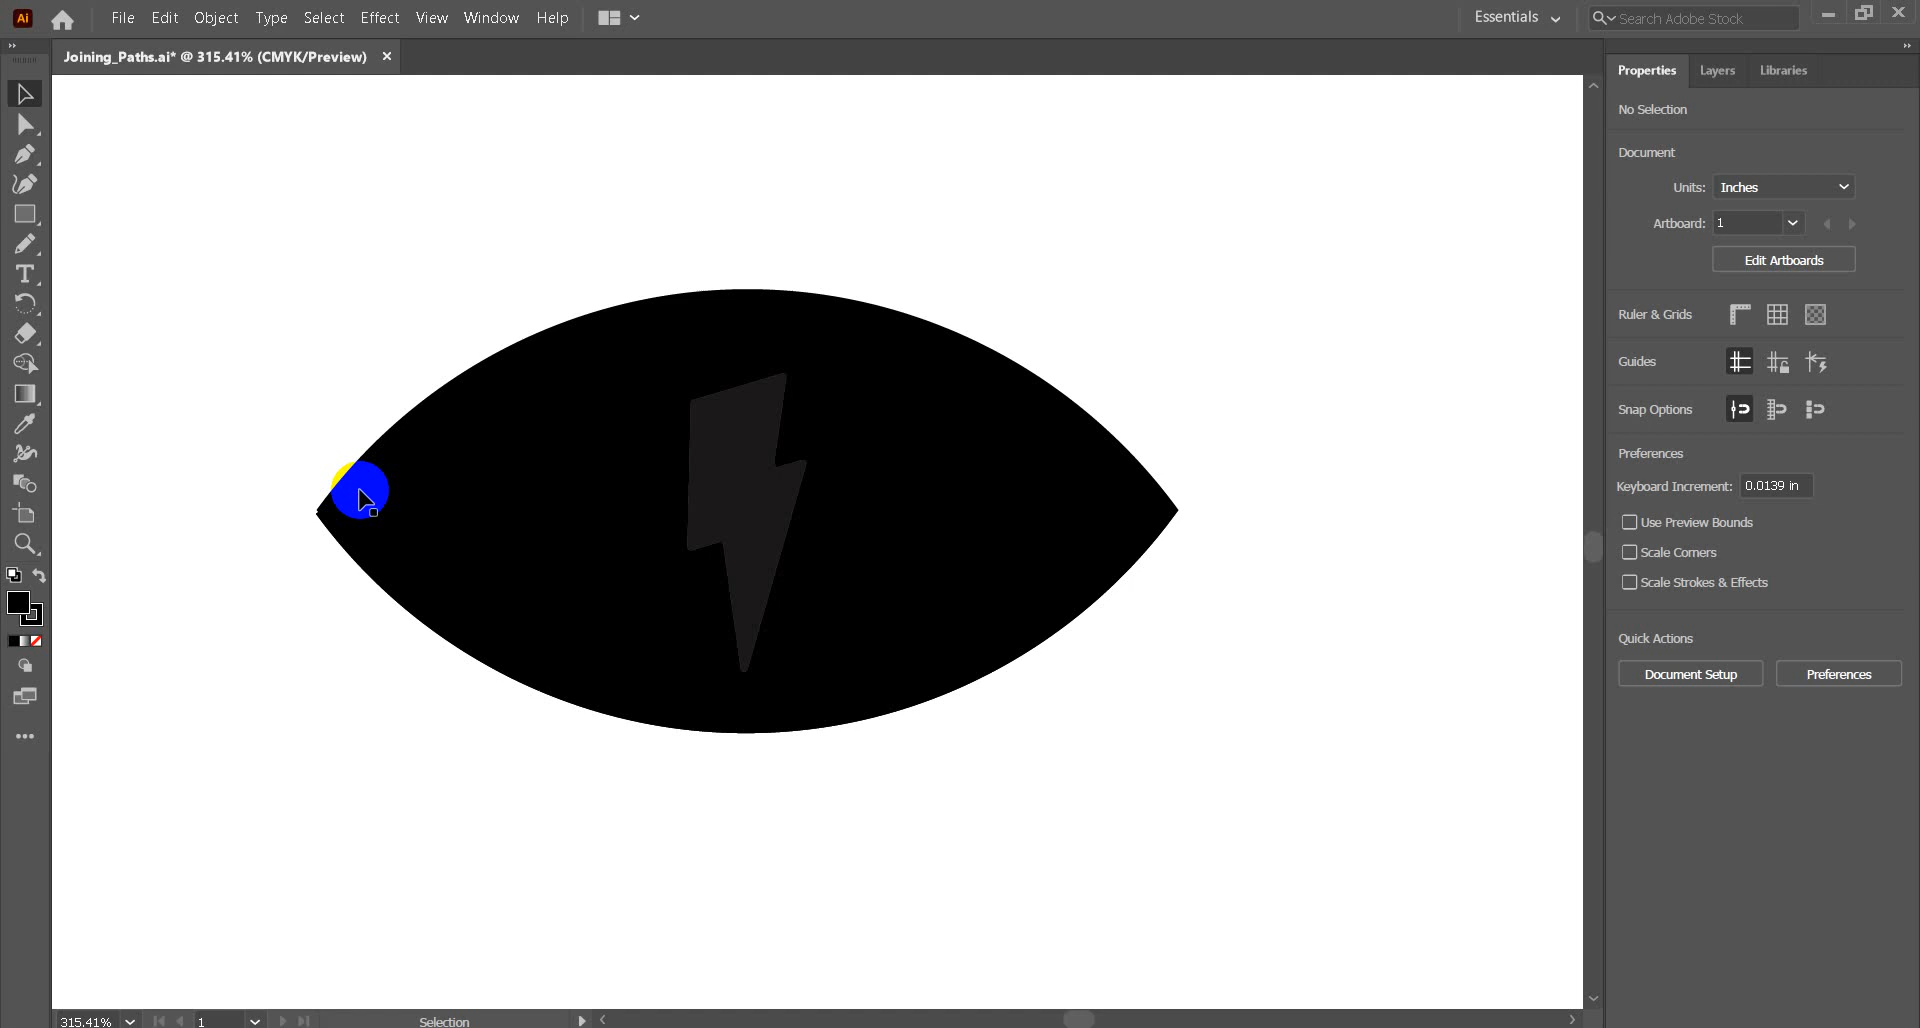 Ai File Edit Object Type Select Effect View Window Help Essentials Search Adobe Stock
Joining_Paths.ai* @ 315.41% (CMYK/Preview) ×
Properties Layers Libraries
No Selection
Document
Units: Inches
Artboard: 1
Edit Artboards
Ruler & Grids
Guides
Snap Options
Preferences
Keyboard Increment: 0.0139 in
Use Preview Bounds
Scale Corners
Scale Strokes & Effects
Quick Actions
Document Setup Preferences
315.41% 1 Selection